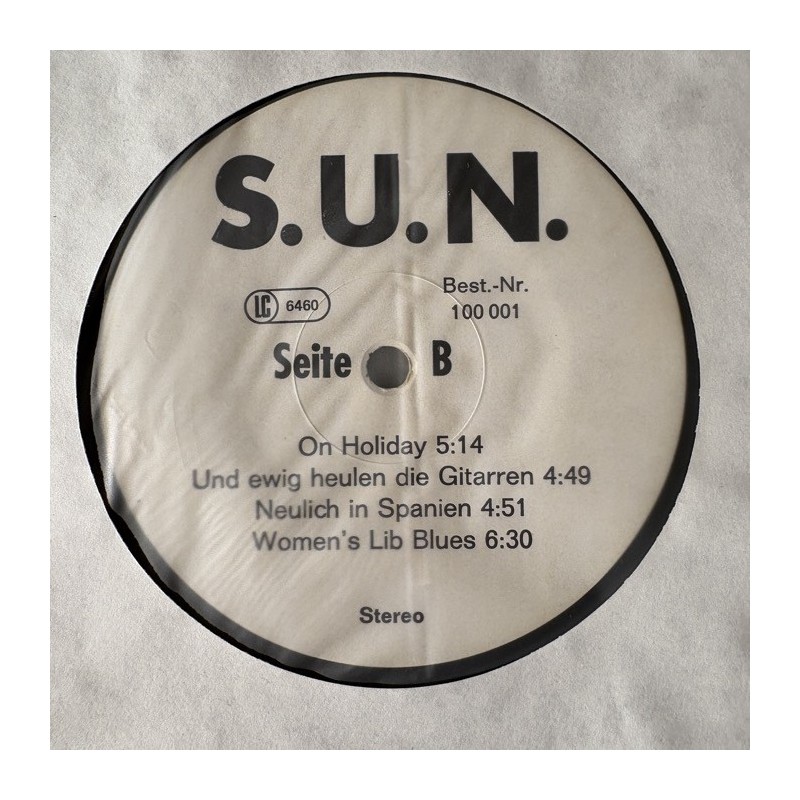 S.U.N.
LC 6460
Best.-Nr.
100 001
Seite B
On Holiday 5:14
Und ewig heulen die Gitarren 4:49
Neulich in Spanien 4:51
Women's Lib Blues 6:30
Stereo